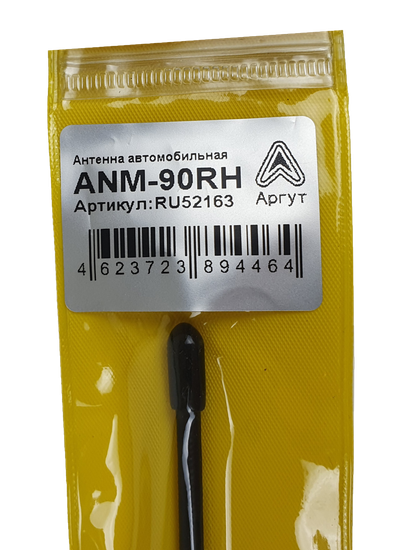 Антенна автомобильная
ANM-90RH
Артикул:RU52163
Аргут
4 623723 894464